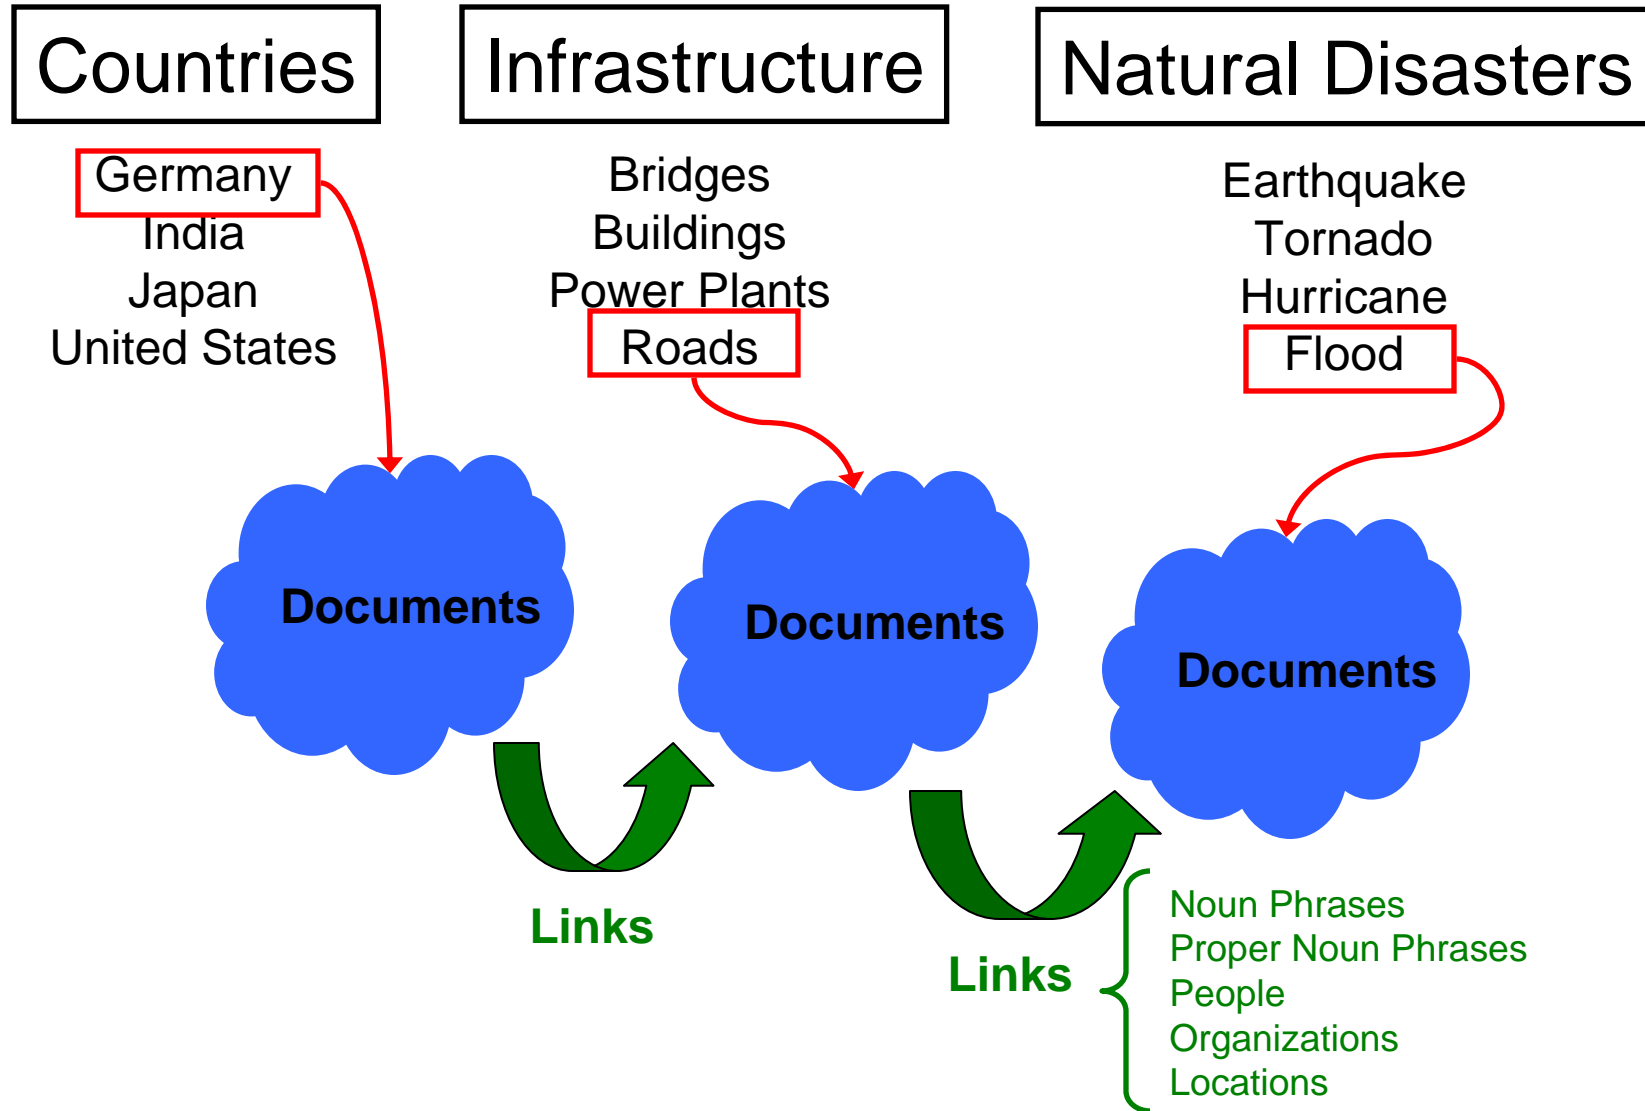 Countries
Infrastructure
Natural Disasters
Germany
India
Japan
United States
Bridges
Buildings
Power Plants
Roads
Earthquake
Tornado
Hurricane
Flood
Documents
Documents
Documents
Links
Links
Noun Phrases
Proper Noun Phrases
People
Organizations
Locations